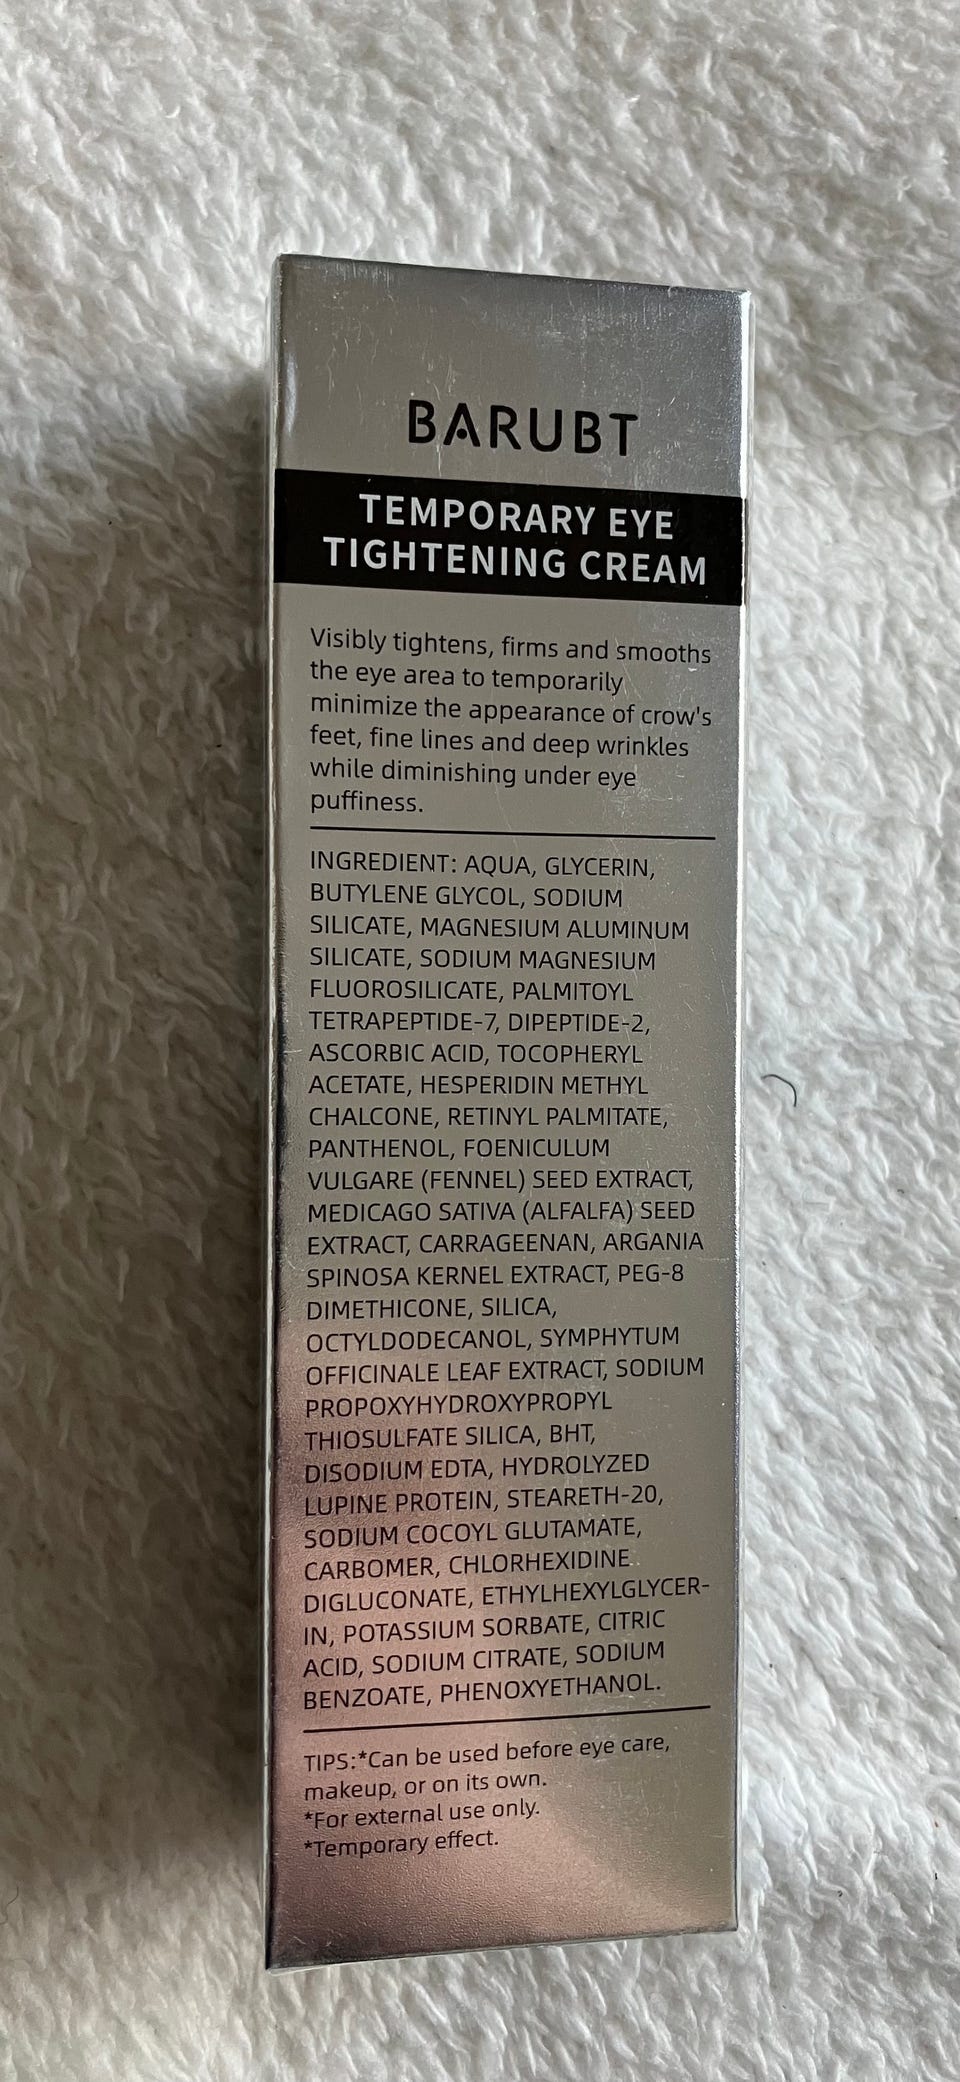 BARUBT
TEMPORARY EYE
TIGHTENING CREAM
Visibly tightens, firms and smooths
the eye area to temporarily
minimize the appearance of crow's
feet, fine lines and deep wrinkles
while diminishing under eye
puffiness.
INGREDIENT: AQUA, GLYCERIN,
BUTYLENE GLYCOL, SODIUM
SILICATE, MAGNESIUM ALUMINUM
SILICATE, SODIUM MAGNESIUM
FLUOROSILICATE, PALMITOYL
TETRAPEPTIDE-7, DIPEPTIDE-2,
ASCORBIC ACID, TOCOPHERYL
ACETATE, HESPERIDIN METHYL
CHALCONE, RETINYL PALMITATE,
PANTHENOL, FOENICULUM
VULGARE (FENNEL) SEED EXTRACT,
MEDICAGO SATIVA (ALFALFA) SEED
EXTRACT, CARRAGEENAN, ARGANIA
SPINOSA KERNEL EXTRACT, PEG-8
DIMETHICONE, SILICA,
OCTYLDODECANOL, SYMPHYTUM
OFFICINALE LEAF EXTRACT, SODIUM
PROPOXYHYDROXYPROPYL
THIOSULFATE SILICA, BHT,
DISODIUM EDTA, HYDROLYZED
LUPINE PROTEIN, STEARETH-20,
SODIUM COCOYL GLUTAMATE,
CARBOMER, CHLORHEXIDINE
DIGLUCONATE, ETHYLHEXYLGLYCER-
IN, POTASSIUM SORBATE, CITRIC
ACID, SODIUM CITRATE, SODIUM
BENZOATE, PHENOXYETHANOL.
TIPS:*Can be used before eye care,
makeup, or on its own.
*For external use only.
*Temporary effect.